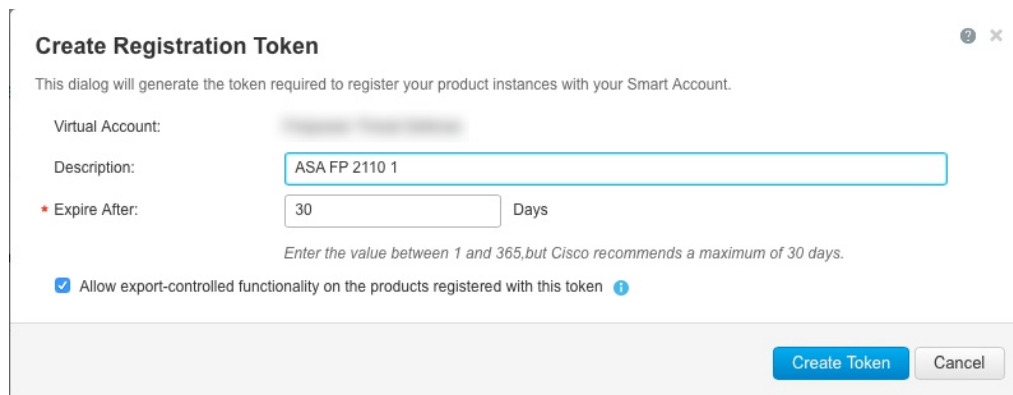 Create Registration Token
This dialog will generate the token required to register your product instances with your Smart Account.
Virtual Account:
Description: ASA FP 2110 1
* Expire After: 30 Days
Enter the value between 1 and 365,but Cisco recommends a maximum of 30 days.
Allow export-controlled functionality on the products registered with this token
Create Token Cancel